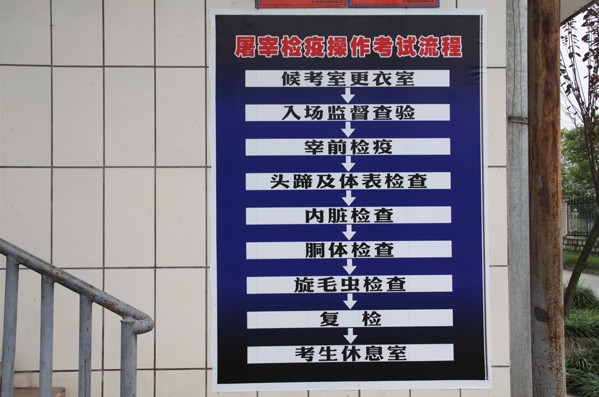 屠宰检疫操作考试流程
候考室更衣室
入场监督查验
宰前检疫
头蹄及体表检查
内脏检查
胴体检查
旋毛虫检查
复 检
考生休息室